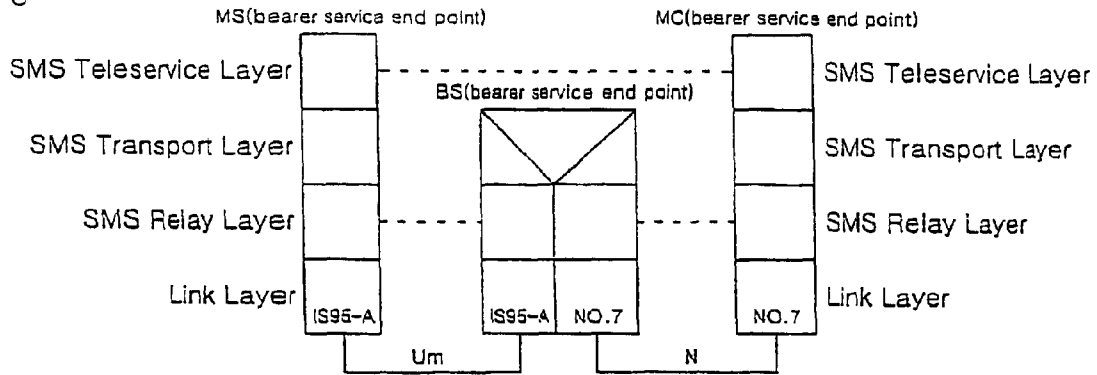 MS(bearer service end point) MC(bearer service end point)
SMS Teleservice Layer SMS Teleservice Layer
BS(bearer service end point)
SMS Transport Layer SMS Transport Layer
SMS Relay Layer SMS Relay Layer
Link Layer IS95-A IS95-A NO.7 NO.7 Link Layer
Um N